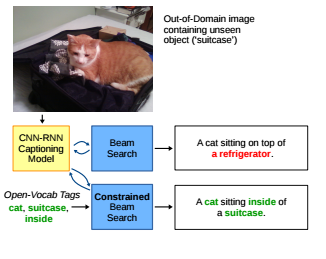 Out-of-Domain image
containing unseen
object ('suitcase')
CNN-RNN
Captioning
Model
Beam
Search
A cat sitting on top of
a refrigerator.
Open-Vocab Tags
cat, suitcase,
inside
Constrained
Beam
Search
A cat sitting inside of
a suitcase.